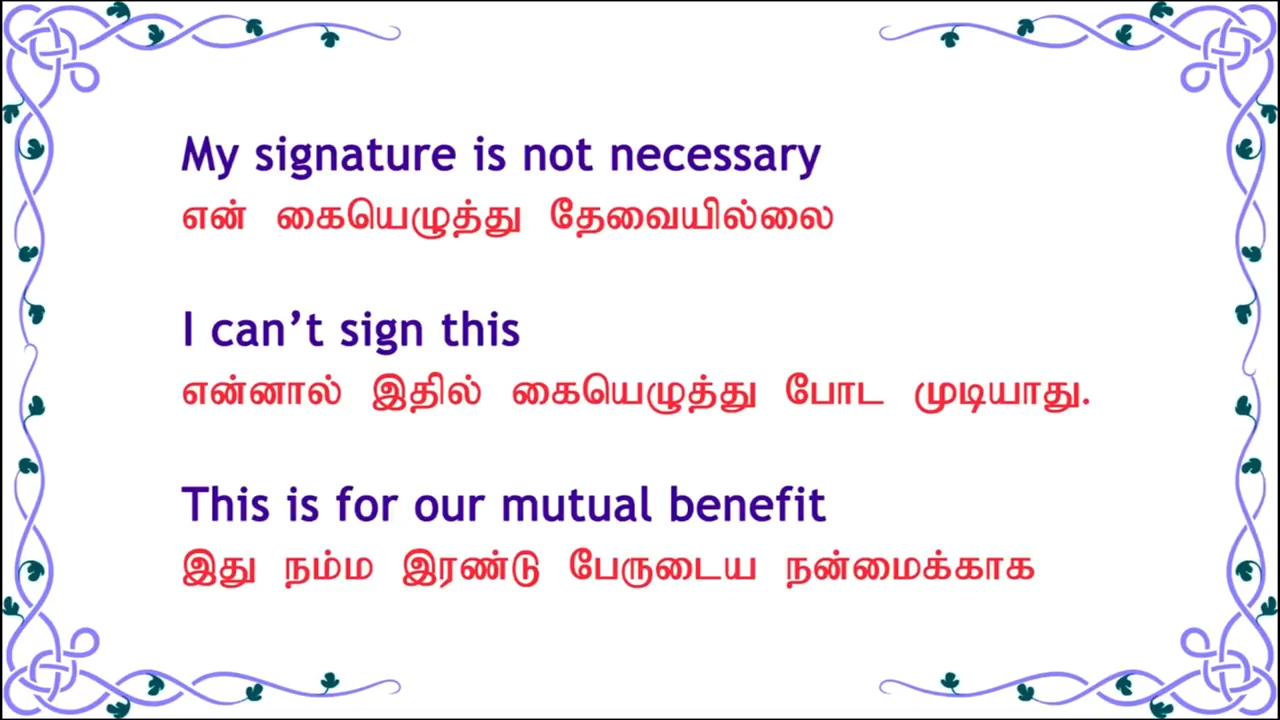 My signature is not necessary
என் கையெழுத்து தேவையில்லை
I can’t sign this
என்னால் இதில் கையெழுத்து போட முடியாது.
This is for our mutual benefit
இது நம்ம இரண்டு பேருடைய நன்மைக்காக